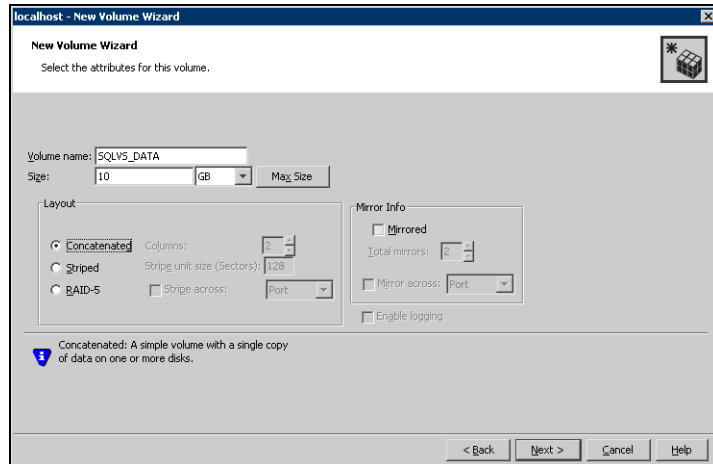 localhost - New Volume Wizard
New Volume Wizard
Select the attributes for this volume.
Volume name: SQLVS_DATA
Size: 10 GB Max Size
Layout
Concatenated Columns: 2
Striped Stripe unit size (Sectors): 128
RAID-5 Stripe across: Port
Mirror Info
Mirrored
Total mirrors: 2
Mirror across: Port
Enable logging
Concatenated: A simple volume with a single copy
of data on one or more disks.
< Back Next > Cancel Help